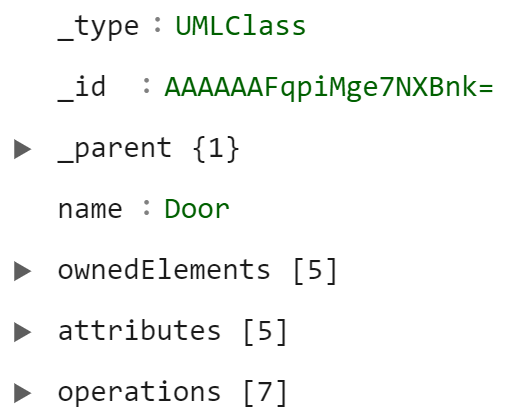 _type : UMLClass
_id : AAAAAAFqpiMge7NXBnk=
_parent {1}
name : Door
ownedElements [5]
attributes [5]
operations [7]